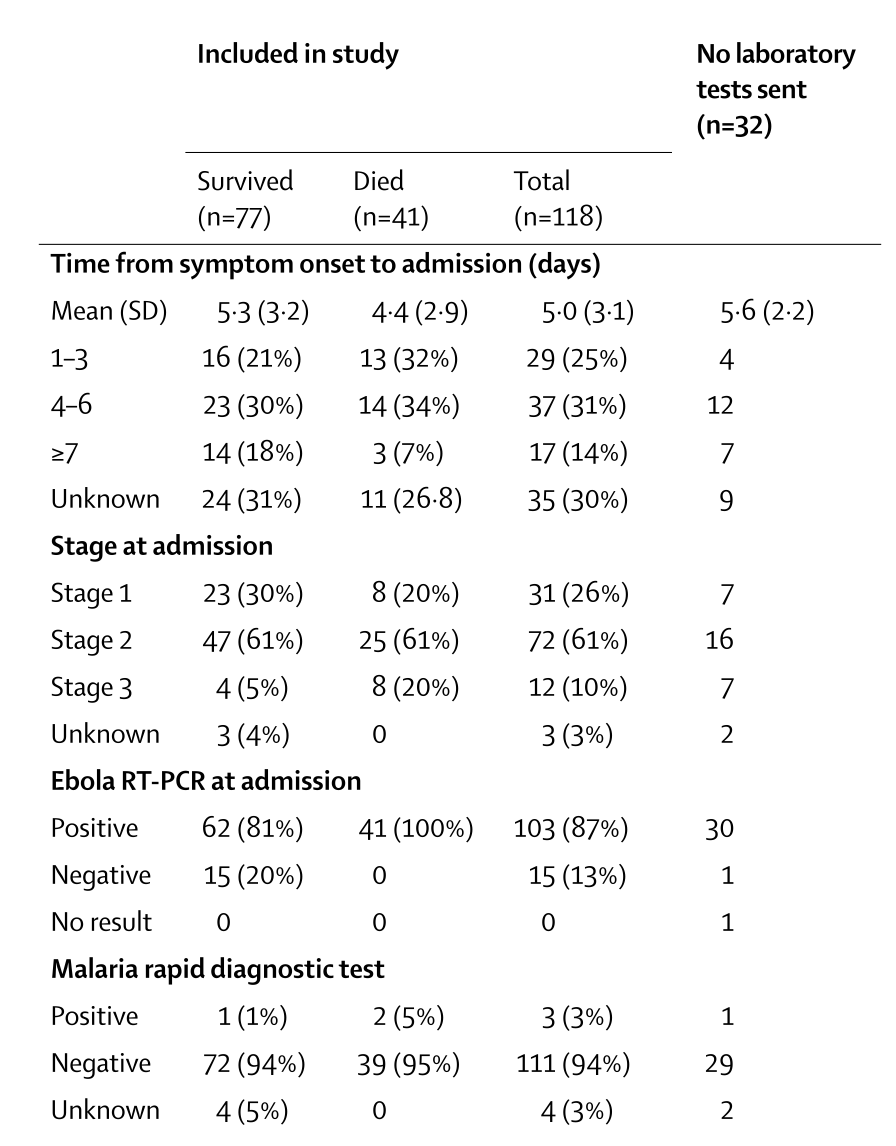 Included in study No laboratory
tests sent
(n=32)
Survived Died Total
(n=77) (n=41) (n=118)
Time from symptom onset to admission (days)
Mean (SD) 5·3 (3·2) 4·4 (2·9) 5·0 (3·1) 5·6 (2·2)
1–3 16 (21%) 13 (32%) 29 (25%) 4
4–6 23 (30%) 14 (34%) 37 (31%) 12
≥7 14 (18%) 3 (7%) 17 (14%) 7
Unknown 24 (31%) 11 (26·8) 35 (30%) 9
Stage at admission
Stage 1 23 (30%) 8 (20%) 31 (26%) 7
Stage 2 47 (61%) 25 (61%) 72 (61%) 16
Stage 3 4 (5%) 8 (20%) 12 (10%) 7
Unknown 3 (4%) 0 3 (3%) 2
Ebola RT-PCR at admission
Positive 62 (81%) 41 (100%) 103 (87%) 30
Negative 15 (20%) 0 15 (13%) 1
No result 0 0 0 1
Malaria rapid diagnostic test
Positive 1 (1%) 2 (5%) 3 (3%) 1
Negative 72 (94%) 39 (95%) 111 (94%) 29
Unknown 4 (5%) 0 4 (3%) 2